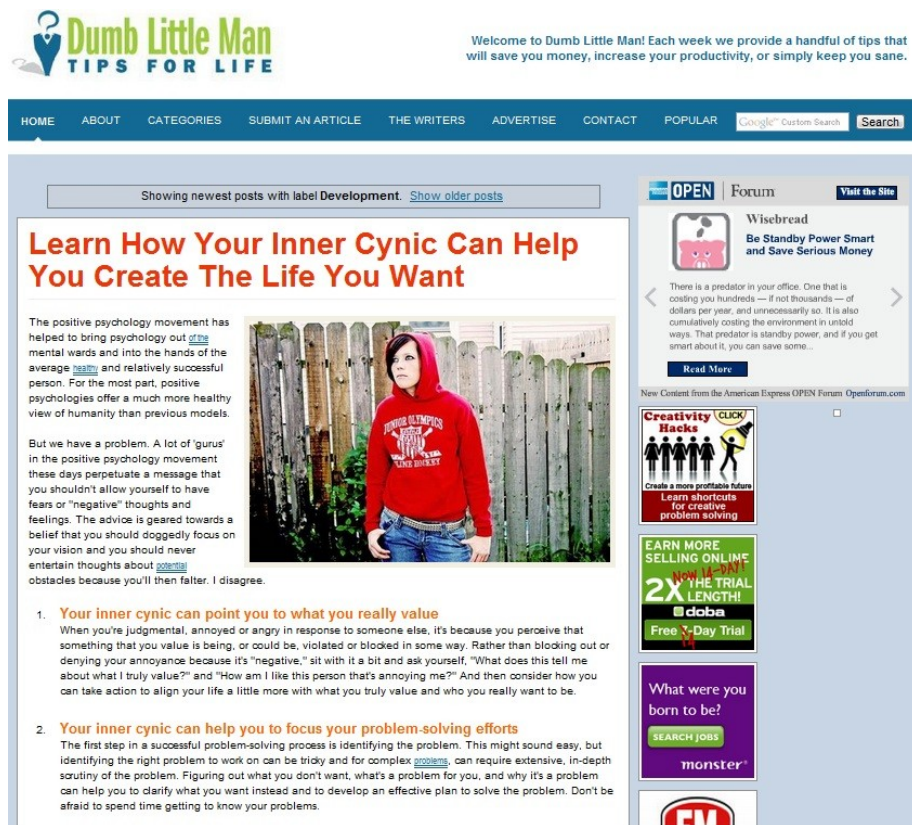 Dumb Little Man
TIPS FOR LIFE
Welcome to Dumb Little Man! Each week we provide a handful of tips that
will save you money, increase your productivity, or simply keep you sane.
HOME ABOUT CATEGORIES SUBMIT AN ARTICLE THE WRITERS ADVERTISE CONTACT POPULAR Google™ Custom Search Search
Showing newest posts with label Development. Show older posts
Learn How Your Inner Cynic Can Help
You Create The Life You Want
The positive psychology movement has
helped to bring psychology out of the
mental wards and into the hands of the
average healthy and relatively successful
person. For the most part, positive
psychologies offer a much more healthy
view of humanity than previous models.
But we have a problem. A lot of 'gurus'
in the positive psychology movement
these days perpetuate a message that
you shouldn't allow yourself to have
fears or "negative" thoughts and
feelings. The advice is geared towards a
belief that you should doggedly focus on
your vision and you should never
entertain thoughts about potential
obstacles because you'll then falter. I disagree.
JUNIOR OLYMPICS
HOCKEY
1. Your inner cynic can point you to what you really value
When you're judgmental, annoyed or angry in response to someone else, it's because you perceive that
something that you value is being, or could be, violated or blocked in some way. Rather than blocking out or
denying your annoyance because it's "negative," sit with it a bit and ask yourself, "What does this tell me
about what I truly value?" and "How am I like this person that's annoying me?" And then consider how you
can take action to align your life a little more with what you truly value and who you really want to be.
2. Your inner cynic can help you to focus your problem-solving efforts
The first step in a successful problem-solving process is identifying the problem. This might sound easy, but
identifying the right problem to work on can be tricky and for complex problems, can require extensive, in-depth
scrutiny of the problem. Figuring out what you don't want, what's a problem for you, and why it's a problem
can help you to clarify what you want instead and to develop an effective plan to solve the problem. Don't be
afraid to spend time getting to know your problems.
OPEN Forum Visit the Site
Wisebread
Be Standby Power Smart
and Save Serious Money
There is a predator in your office. One that is
costing you hundreds — if not thousands — of
dollars per year, and unnecessarily so. It is also
cumulatively costing the environment in untold
ways. That predator is standby power, and if you get
smart about it, you can save some...
Read More
New Content from the American Express OPEN Forum Openforum.com
Creativity CLICK
Hacks
Create a more profitable future
Learn shortcuts
for creative
problem solving
EARN MORE
SELLING ONLINE
Now 14-DAY!
2X THE TRIAL
LENGTH!
doba
Free 7-Day Trial
14
What were you
born to be?
SEARCH JOBS
monster®
FM